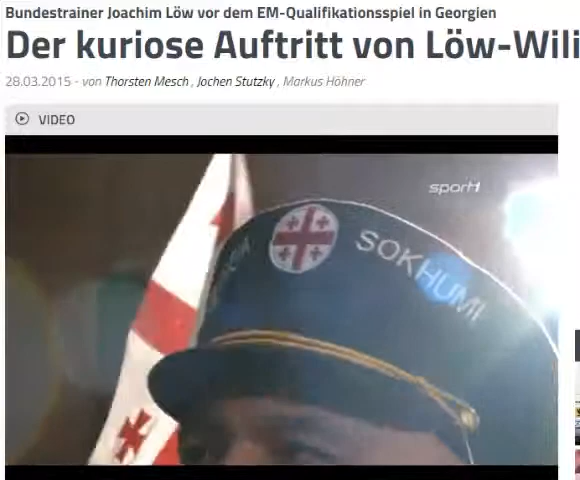 Bundestrainer Joachim Löw vor dem EM-Qualifikationsspiel in Georgien
Der kuriose Auftritt von Löw-Wili
28.03.2015 - von Thorsten Mesch , Jochen Stutzky , Markus Höhner
VIDEO
sport1
SOKHUMI